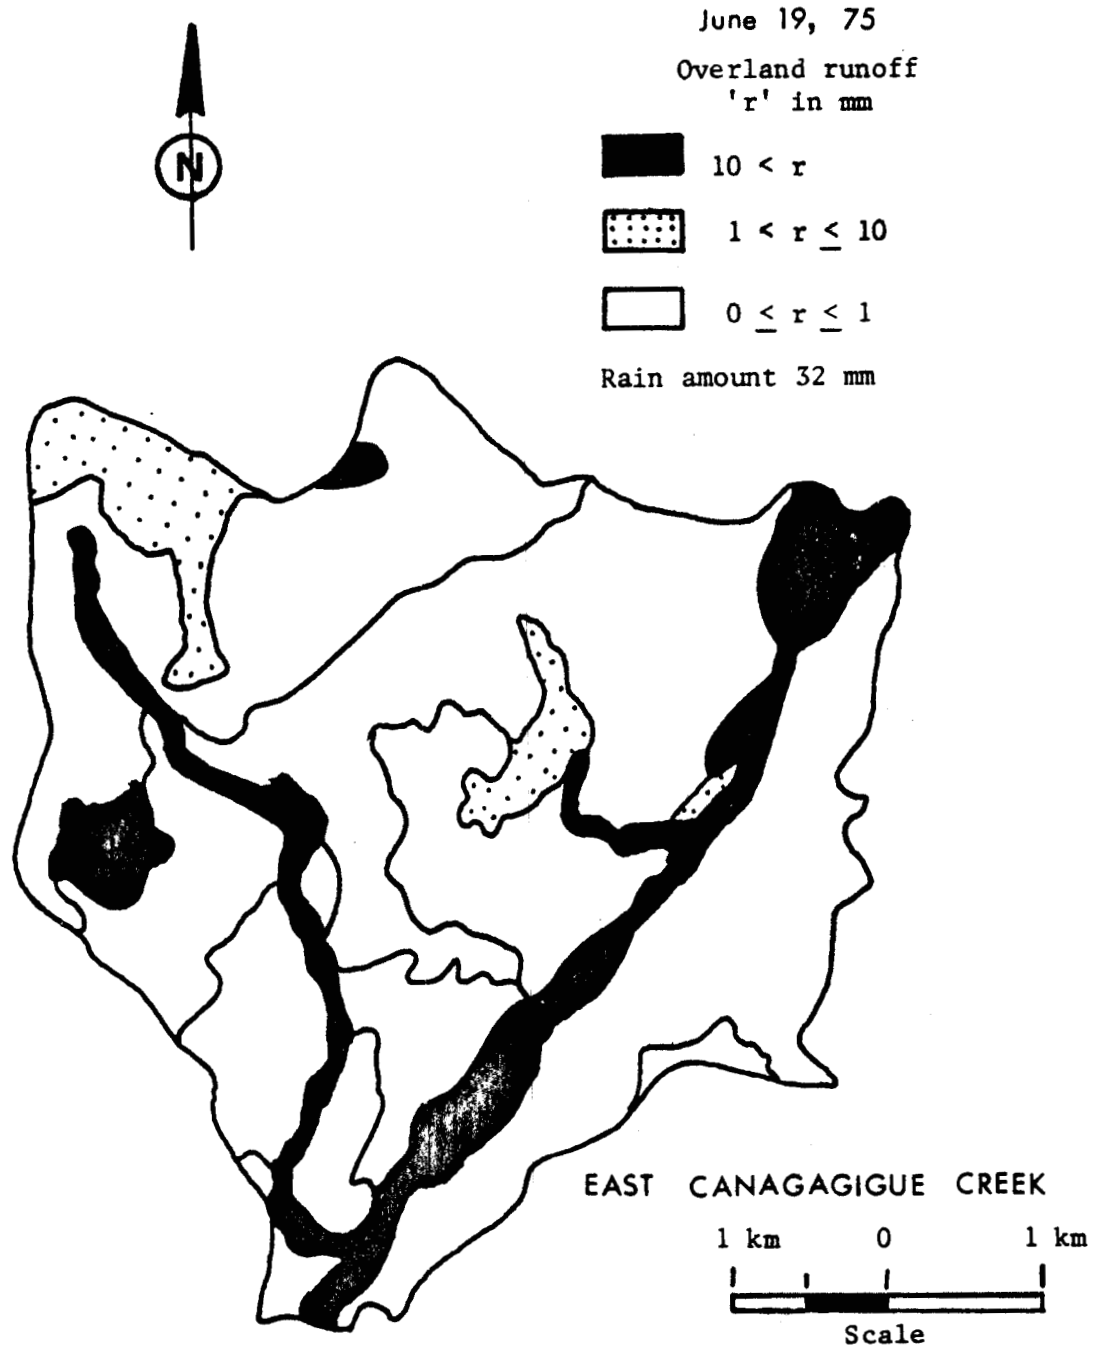 June 19, 75
Overland runoff
'r' in mm
N
10 < r
1 < r ≤ 10
0 ≤ r ≤ 1
Rain amount 32 mm
EAST CANAGAGIGUE CREEK
1 km 0 1 km
Scale